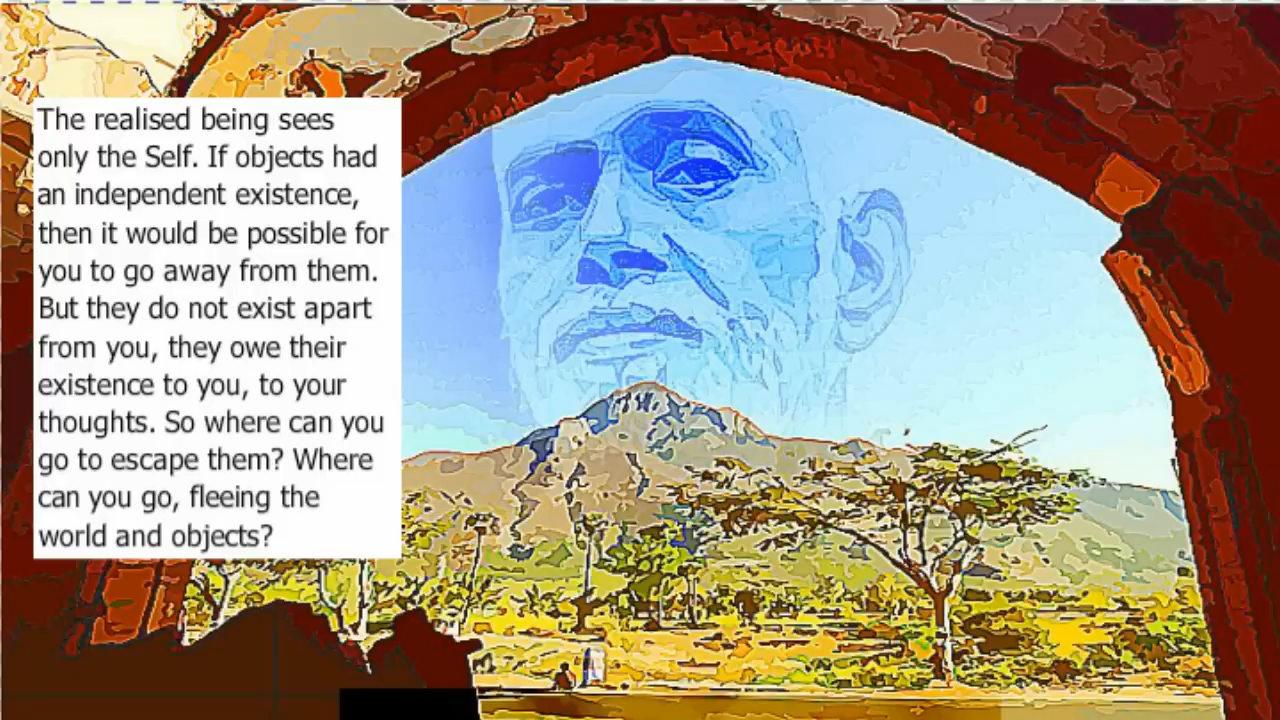 The realised being sees
only the Self. If objects had
an independent existence,
then it would be possible for
you to go away from them.
But they do not exist apart
from you, they owe their
existence to you, to your
thoughts. So where can you
go to escape them? Where
can you go, fleeing the
world and objects?